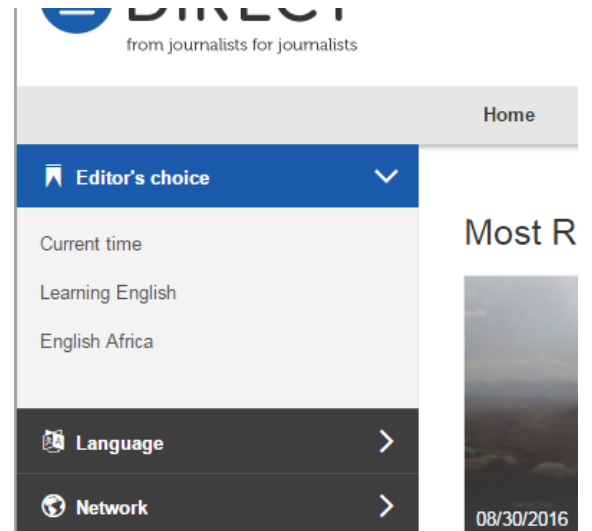 DIRECT
from journalists for journalists
Home
Editor's choice
Current time
Learning English
English Africa
Language
Network
Most R
08/30/2016